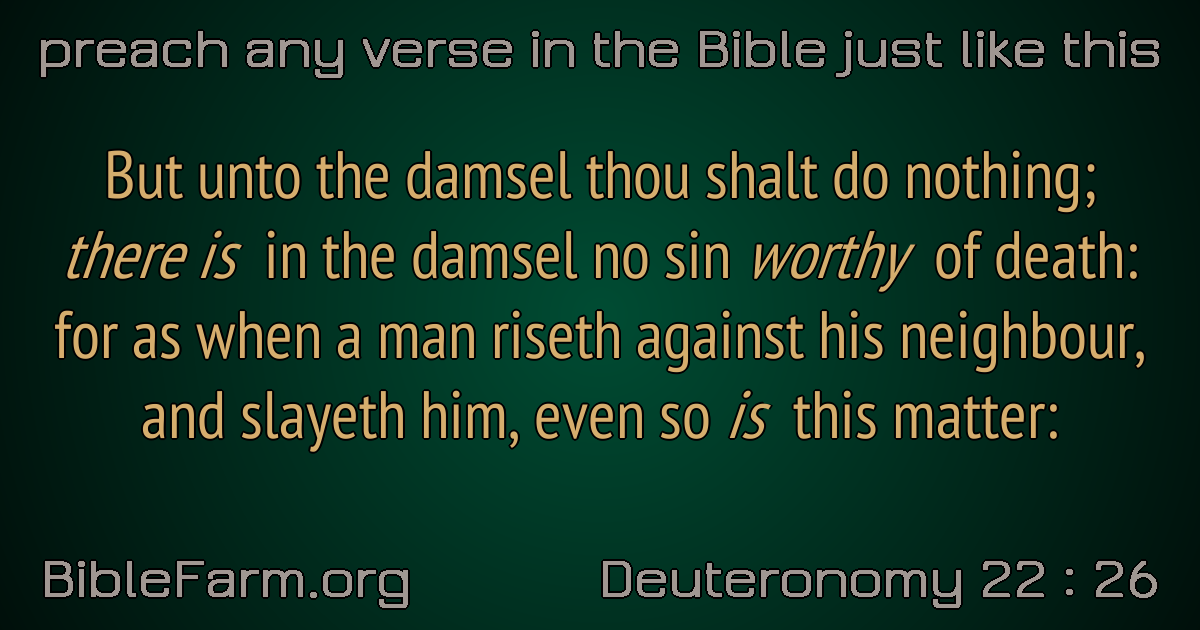 preach any verse in the Bible just like this
But unto the damsel thou shalt do nothing;
there is in the damsel no sin worthy of death:
for as when a man riseth against his neighbour,
and slayeth him, even so is this matter:
BibleFarm.org
Deuteronomy 22 : 26